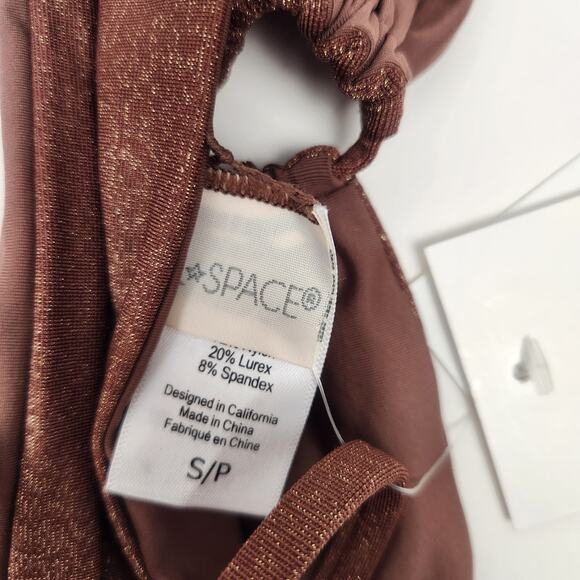 ☆SPACE®
20% Lurex
8% Spandex
Designed in California
Made in China
Fabriqué en Chine
S/P